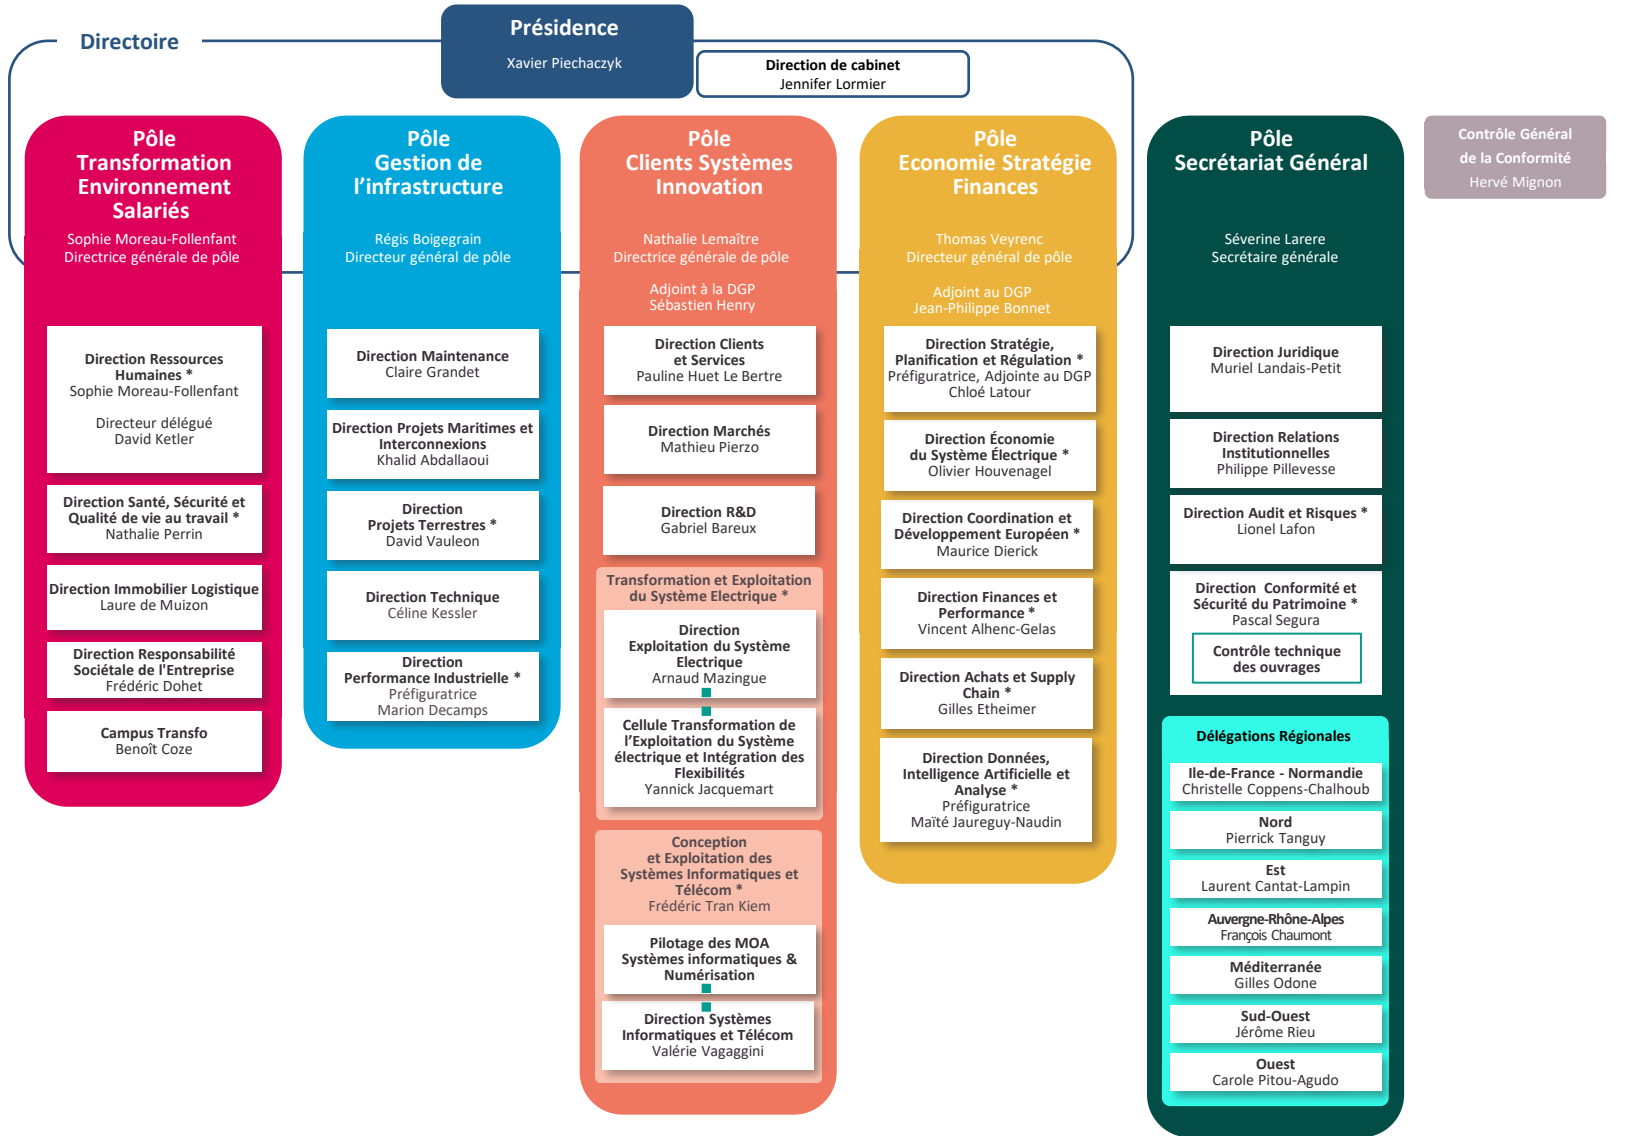 Directoire
Présidence
Xavier Piechaczyk
Direction de cabinet
Jennifer Lormier
Pôle
Transformation
Environnement
Salariés
Sophie Moreau-Follenfant
Directrice générale de pôle
Direction Ressources
Humaines *
Sophie Moreau-Follenfant
Directeur délégué
David Ketler
Direction Santé, Sécurité et
Qualité de vie au travail *
Nathalie Perrin
Direction Immobilier Logistique
Laure de Muizon
Direction Responsabilité
Sociétale de l'Entreprise
Frédéric Dohet
Campus Transfo
Benoît Coze
Pôle
Gestion de
l’infrastructure
Régis Boigegrain
Directeur général de pôle
Direction Maintenance
Claire Grandet
Direction Projets Maritimes et
Interconnexions
Khalid Abdallaoui
Direction
Projets Terrestres *
David Vauleon
Direction Technique
Céline Kessler
Direction
Performance Industrielle *
Préfiguratrice
Marion Decamps
Pôle
Clients Systèmes
Innovation
Nathalie Lemaître
Directrice générale de pôle
Adjoint à la DGP
Sébastien Henry
Direction Clients
et Services
Pauline Huet Le Bertre
Direction Marchés
Mathieu Pierzo
Direction R&D
Gabriel Bareux
Transformation et Exploitation
du Système Electrique *
Direction
Exploitation du Système
Electrique
Arnaud Mazingue
Cellule Transformation de
l’Exploitation du Système
électrique et Intégration des
Flexibilités
Yannick Jacquemart
Conception
et Exploitation des
Systèmes Informatiques et
Télécom *
Frédéric Tran Kiem
Pilotage des MOA
Systèmes informatiques &
Numérisation
Direction Systèmes
Informatiques et Télécom
Valérie Vagaggini
Pôle
Economie Stratégie
Finances
Thomas Veyrenc
Directeur général de pôle
Adjoint au DGP
Jean-Philippe Bonnet
Direction Stratégie,
Planification et Régulation *
Préfiguratrice, Adjointe au DGP
Chloé Latour
Direction Économie
du Système Électrique *
Olivier Houvenagel
Direction Coordination et
Développement Européen *
Maurice Dierick
Direction Finances et
Performance *
Vincent Alhenc-Gelas
Direction Achats et Supply
Chain *
Gilles Etheimer
Direction Données,
Intelligence Artificielle et
Analyse *
Préfiguratrice
Maïté Jaureguy-Naudin
Pôle
Secrétariat Général
Séverine Larere
Secrétaire générale
Direction Juridique
Muriel Landais-Petit
Direction Relations
Institutionnelles
Philippe Pillevesse
Direction Audit et Risques *
Lionel Lafon
Direction  Conformité et
Sécurité du Patrimoine *
Pascal Segura
Contrôle technique
des ouvrages
Délégations Régionales
Ile-de-France - Normandie
Christelle Coppens-Chalhoub
Nord
Pierrick Tanguy
Est
Laurent Cantat-Lampin
Auvergne-Rhône-Alpes
François Chaumont
Méditerranée
Gilles Odone
Sud-Ouest
Jérôme Rieu
Ouest
Carole Pitou-Agudo
Contrôle Général
de la Conformité
Hervé Mignon